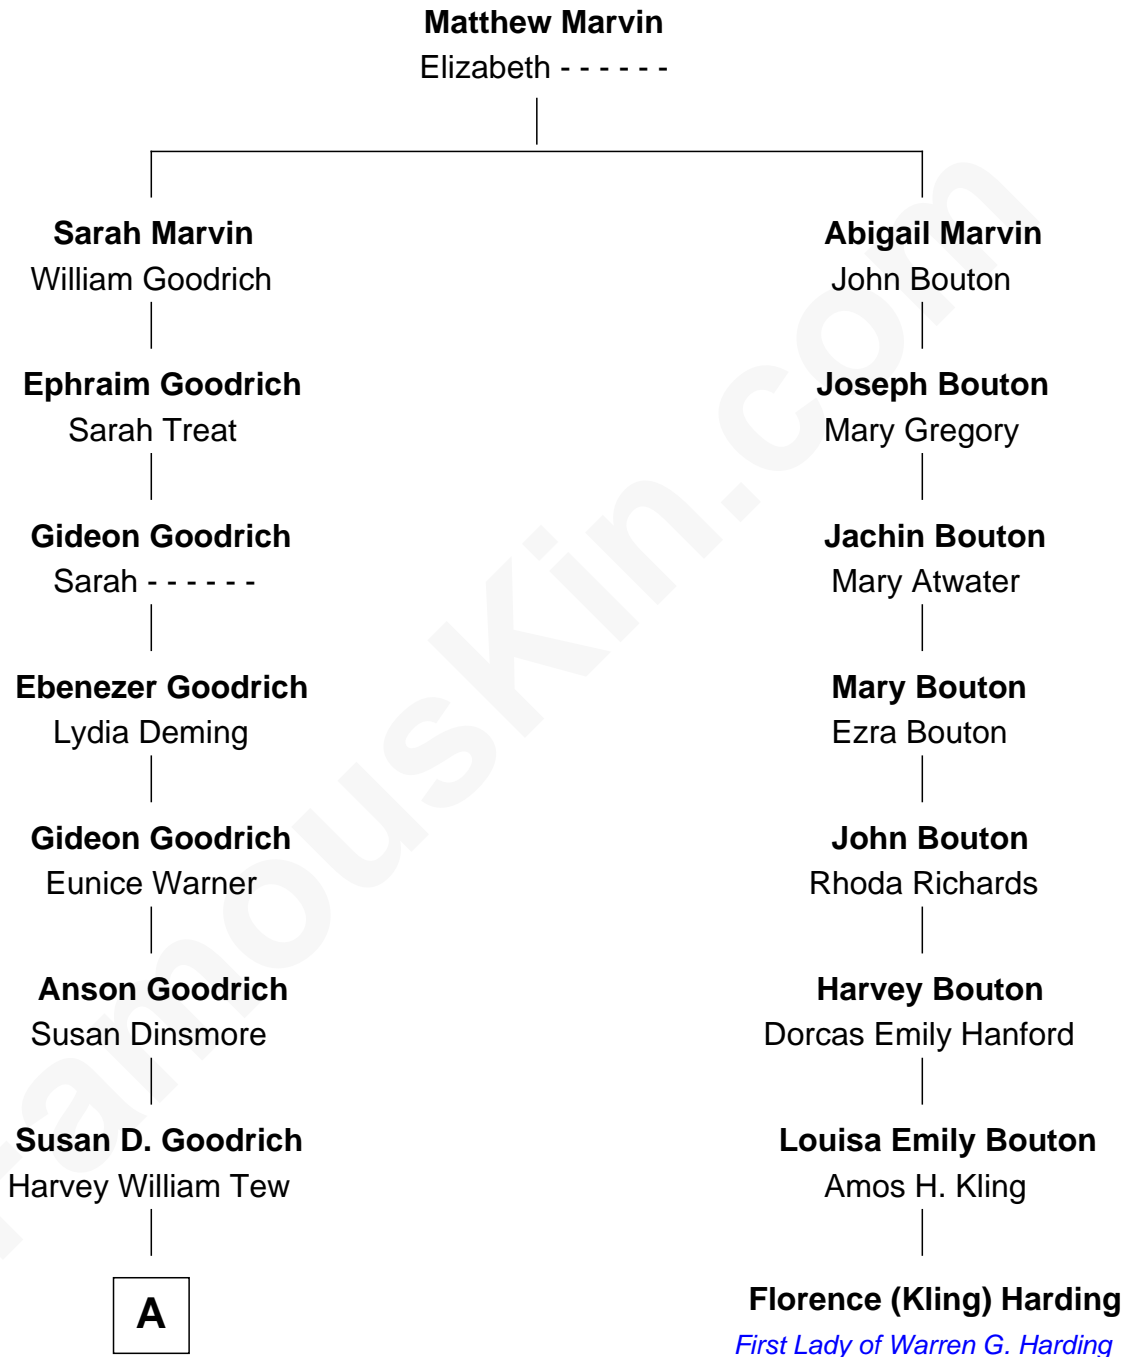 Matthew Marvin
Elizabeth - - - - - -
Sarah Marvin
William Goodrich
Abigail Marvin
John Bouton
Ephraim Goodrich
Sarah Treat
Joseph Bouton
Mary Gregory
Gideon Goodrich
Sarah - - - - - -
Jachin Bouton
Mary Atwater
Ebenezer Goodrich
Lydia Deming
Mary Bouton
Ezra Bouton
Gideon Goodrich
Eunice Warner
John Bouton
Rhoda Richards
Anson Goodrich
Susan Dinsmore
Harvey Bouton
Dorcas Emily Hanford
Susan D. Goodrich
Harvey William Tew
Louisa Emily Bouton
Amos H. Kling
A
Florence (Kling) Harding
First Lady of Warren G. Harding
FamousKin.com